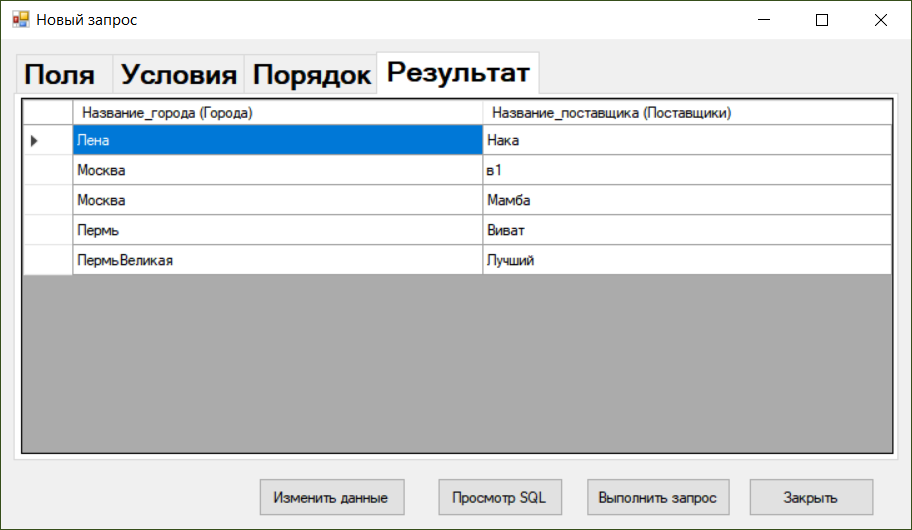 Новый запрос
Поля Условия Порядок Результат
Название_города (Города) Название_поставщика (Поставщики)
Лена Нака
Москва в1
Москва Мамба
Пермь Виват
ПермьВеликая Лучший
Изменить данные Просмотр SQL Выполнить запрос Закрыть